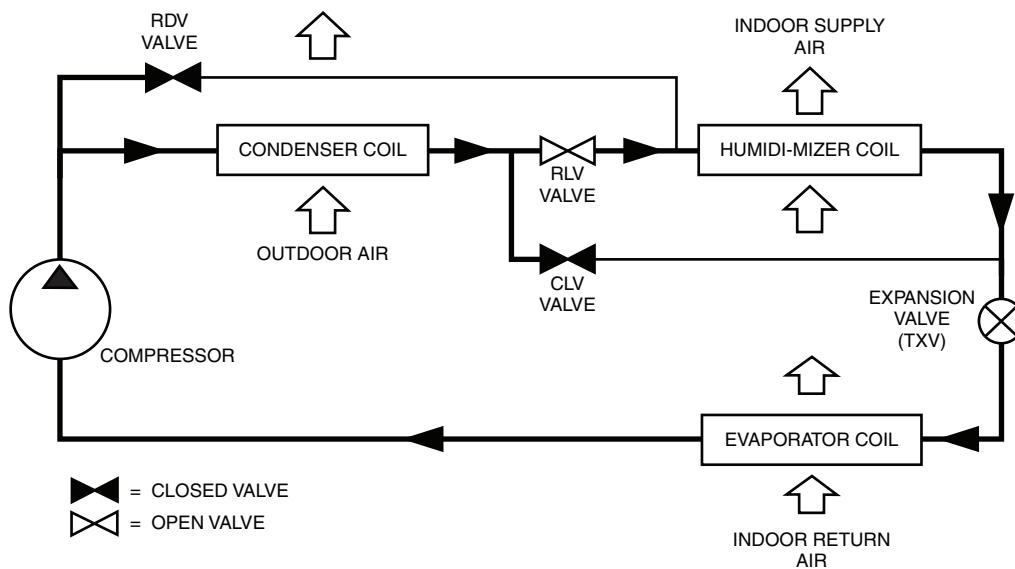 RDV
VALVE
INDOOR SUPPLY
AIR
CONDENSER COIL
HUMIDI-MIZER COIL
RLV
VALVE
OUTDOOR AIR
CLV
VALVE
EXPANSION
VALVE
(TXV)
COMPRESSOR
EVAPORATOR COIL
= CLOSED VALVE
= OPEN VALVE
INDOOR RETURN
AIR